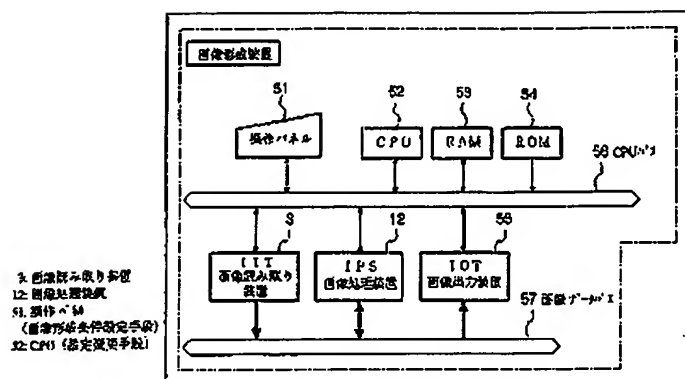 画像形成装置
51
52
53
54
操作パネル
CPU
RAM
ROM
56 CPUバス
3
12
55
IIT
画像読み取り
装置
IPS
画像処理装置
IOT
画像出力装置
57 画像データバス
3: 画像読み取り装置
12: 画像処理装置
51: 操作パネル
(画像形成条件設定手段)
52: CPU (設定変更手段)